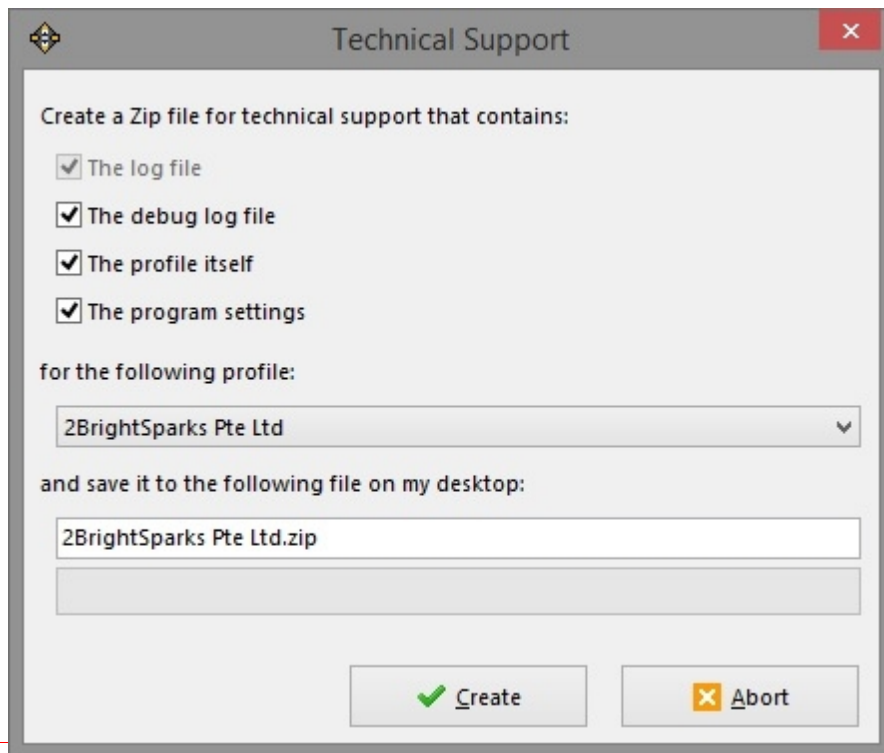 Technical Support
Create a Zip file for technical support that contains:
The log file
The debug log file
The profile itself
The program settings
for the following profile:
2BrightSparks Pte Ltd
and save it to the following file on my desktop:
2BrightSparks Pte Ltd.zip
Create
Abort